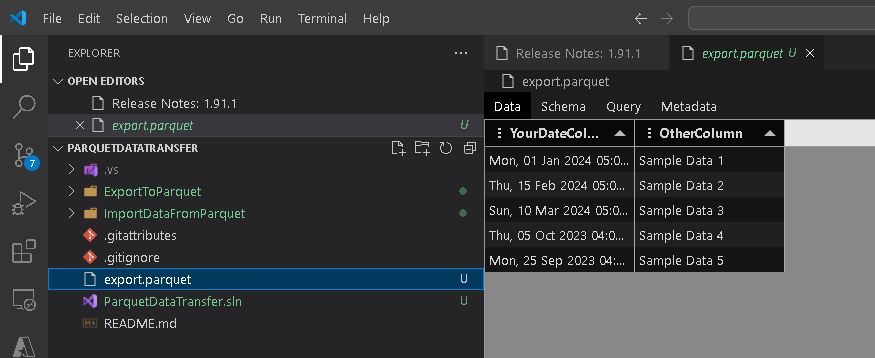 File Edit Selection View Go Run Terminal Help
EXPLORER
OPEN EDITORS
Release Notes: 1.91.1
export.parquet U
PARQUETDATATRANSFER
.vs
ExportToParquet
ImportDataFromParquet
.gitattributes
.gitignore
export.parquet U
ParquetDataTransfer.sln U
README.md
7
Release Notes: 1.91.1 export.parquet U
export.parquet
Data Schema Query Metadata
YourDateCol... OtherColumn
Mon, 01 Jan 2024 05:0... Sample Data 1
Thu, 15 Feb 2024 05:0... Sample Data 2
Sun, 10 Mar 2024 05:0... Sample Data 3
Thu, 05 Oct 2023 04:0... Sample Data 4
Mon, 25 Sep 2023 04:0... Sample Data 5